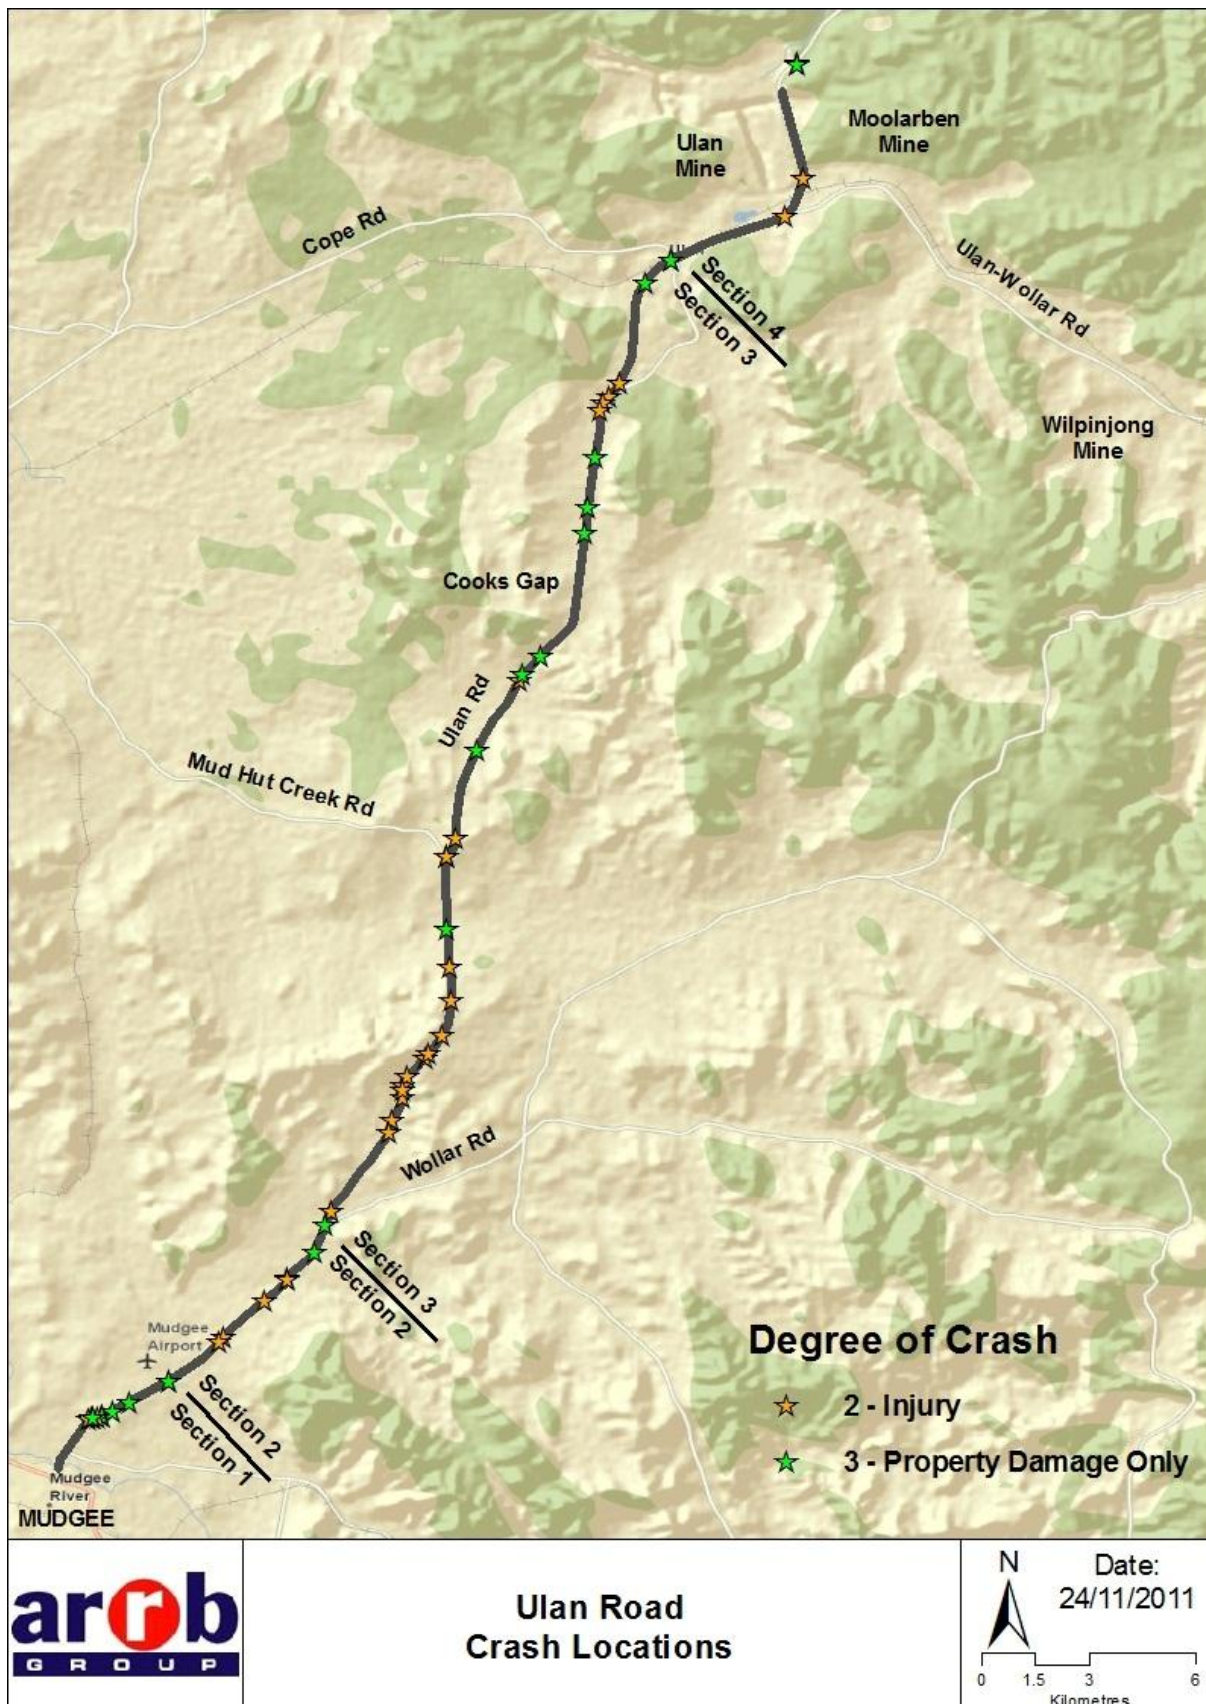 Moolarben
Mine
Ulan
Mine
Cope Rd
Ulan-Wollar Rd
Section 4
Section 3
Wilpinjong
Mine
Cooks Gap
Ulan Rd
Mud Hut Creek Rd
Wollar Rd
Section 3
Section 2
Mudgee
Airport
Section 2
Section 1
Mudgee
River
MUDGEE
Degree of Crash
2 - Injury
3 - Property Damage Only
arrb
GROUP
Ulan Road
Crash Locations
N
Date:
24/11/2011
0 1.5 3 6
Kilometres